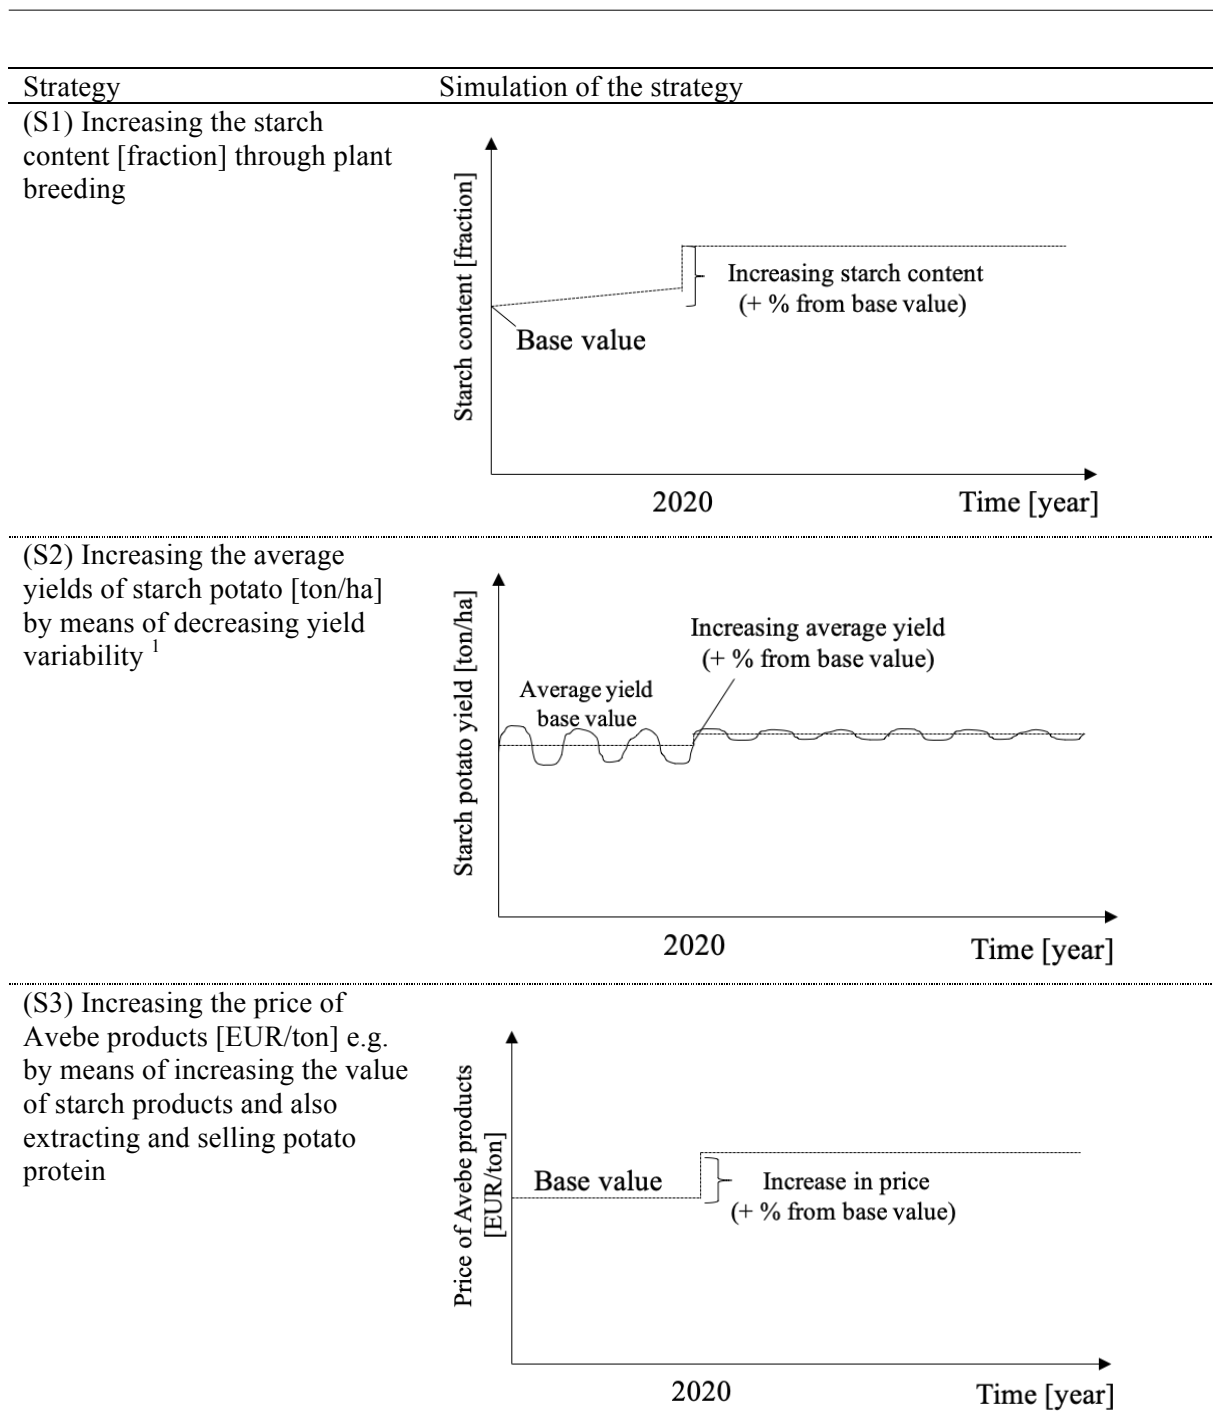 Strategy
Simulation of the strategy
(S1) Increasing the starch
content [fraction] through plant
breeding
Starch content [fraction]
Increasing starch content
(+ % from base value)
Base value
2020
Time [year]
(S2) Increasing the average
yields of starch potato [ton/ha]
by means of decreasing yield
variability 1
Starch potato yield [ton/ha]
Increasing average yield
(+ % from base value)
Average yield
base value
2020
Time [year]
(S3) Increasing the price of
Avebe products [EUR/ton] e.g.
by means of increasing the value
of starch products and also
extracting and selling potato
protein
Price of Avebe products
[EUR/ton]
Base value
Increase in price
(+ % from base value)
2020
Time [year]